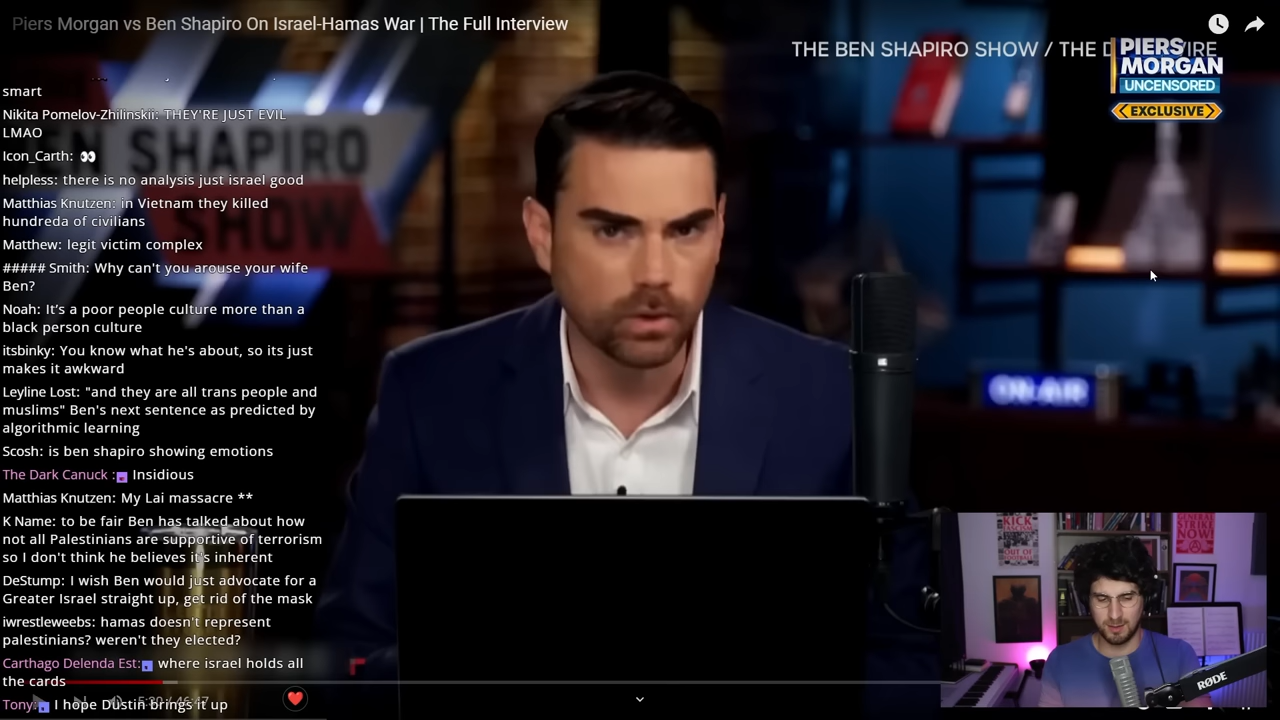 Piers Morgan vs Ben Shapiro On Israel-Hamas War | The Full Interview
THE BEN SHAPIRO SHOW / THE D
PIERS
MORGAN
UNCENSORED
EXCLUSIVE
smart
Nikita Pomelov-Zhilinskii: THEY'RE JUST EVIL
LMAO
Icon_Carth: 👀
helpless: there is no analysis just israel good
Matthias Knutzen: in Vietnam they killed
hundreda of civilians
Matthew: legit victim complex
##### Smith: Why can't you arouse your wife
Ben?
Noah: It's a poor people culture more than a
black person culture
itsbinky: You know what he's about, so its just
makes it awkward
Leyline Lost: "and they are all trans people and
muslims" Ben's next sentence as predicted by
algorithmic learning
Scosh: is ben shapiro showing emotions
The Dark Canuck : Insidious
Matthias Knutzen: My Lai massacre **
K Name: to be fair Ben has talked about how
not all Palestinians are supportive of terrorism
so I don't think he believes it's inherent
DeStump: I wish Ben would just advocate for a
Greater Israel straight up, get rid of the mask
iwrestleweebs: hamas doesn't represent
palestinians? weren't they elected?
Carthago Delenda Est: where israel holds all
the cards
Tony: I hope Dustin brings it up
SHAPIRO
SHOW
ON-AIR
KICK
FASCISM
OUT OF
FOOTBALL
GENERAL
STRIKE
NOW!
RØDE